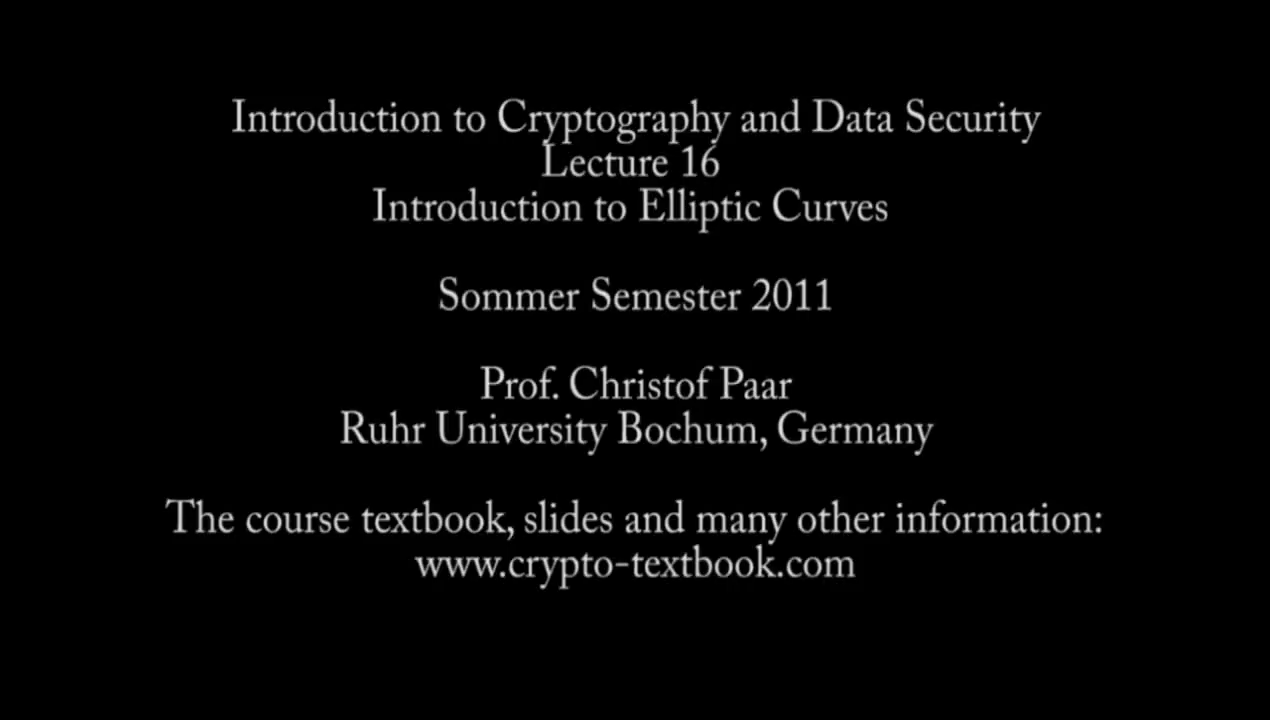 Introduction to Cryptography and Data Security
Lecture 16
Introduction to Elliptic Curves
Sommer Semester 2011
Prof. Christof Paar
Ruhr University Bochum, Germany
The course textbook, slides and many other information:
www.crypto-textbook.com